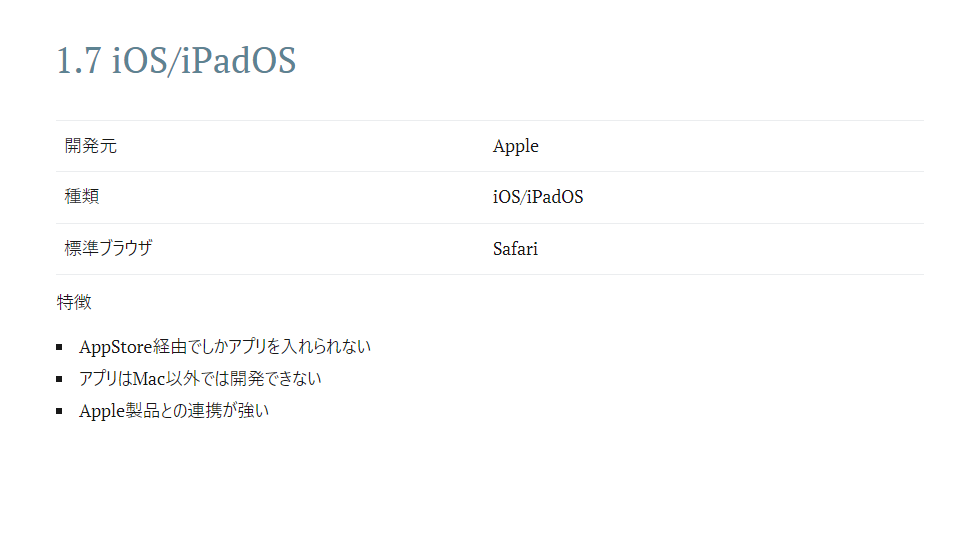 1.7 iOS/iPadOS
開発元 Apple
種類 iOS/iPadOS
標準ブラウザ Safari
特徴
AppStore経由でしかアプリを入れられない
アプリはMac以外では開発できない
Apple製品との連携が強い